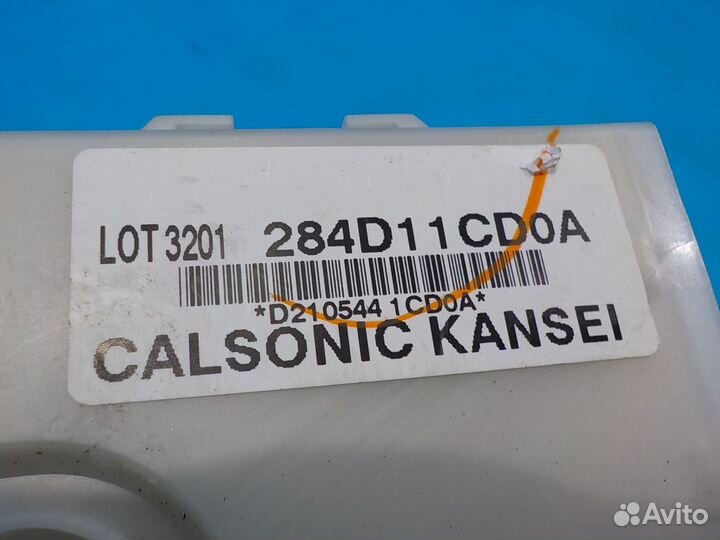 LOT 3201 284D11CD0A
*D210544 1CD0A*
CALSONIC KANSEI
Avito